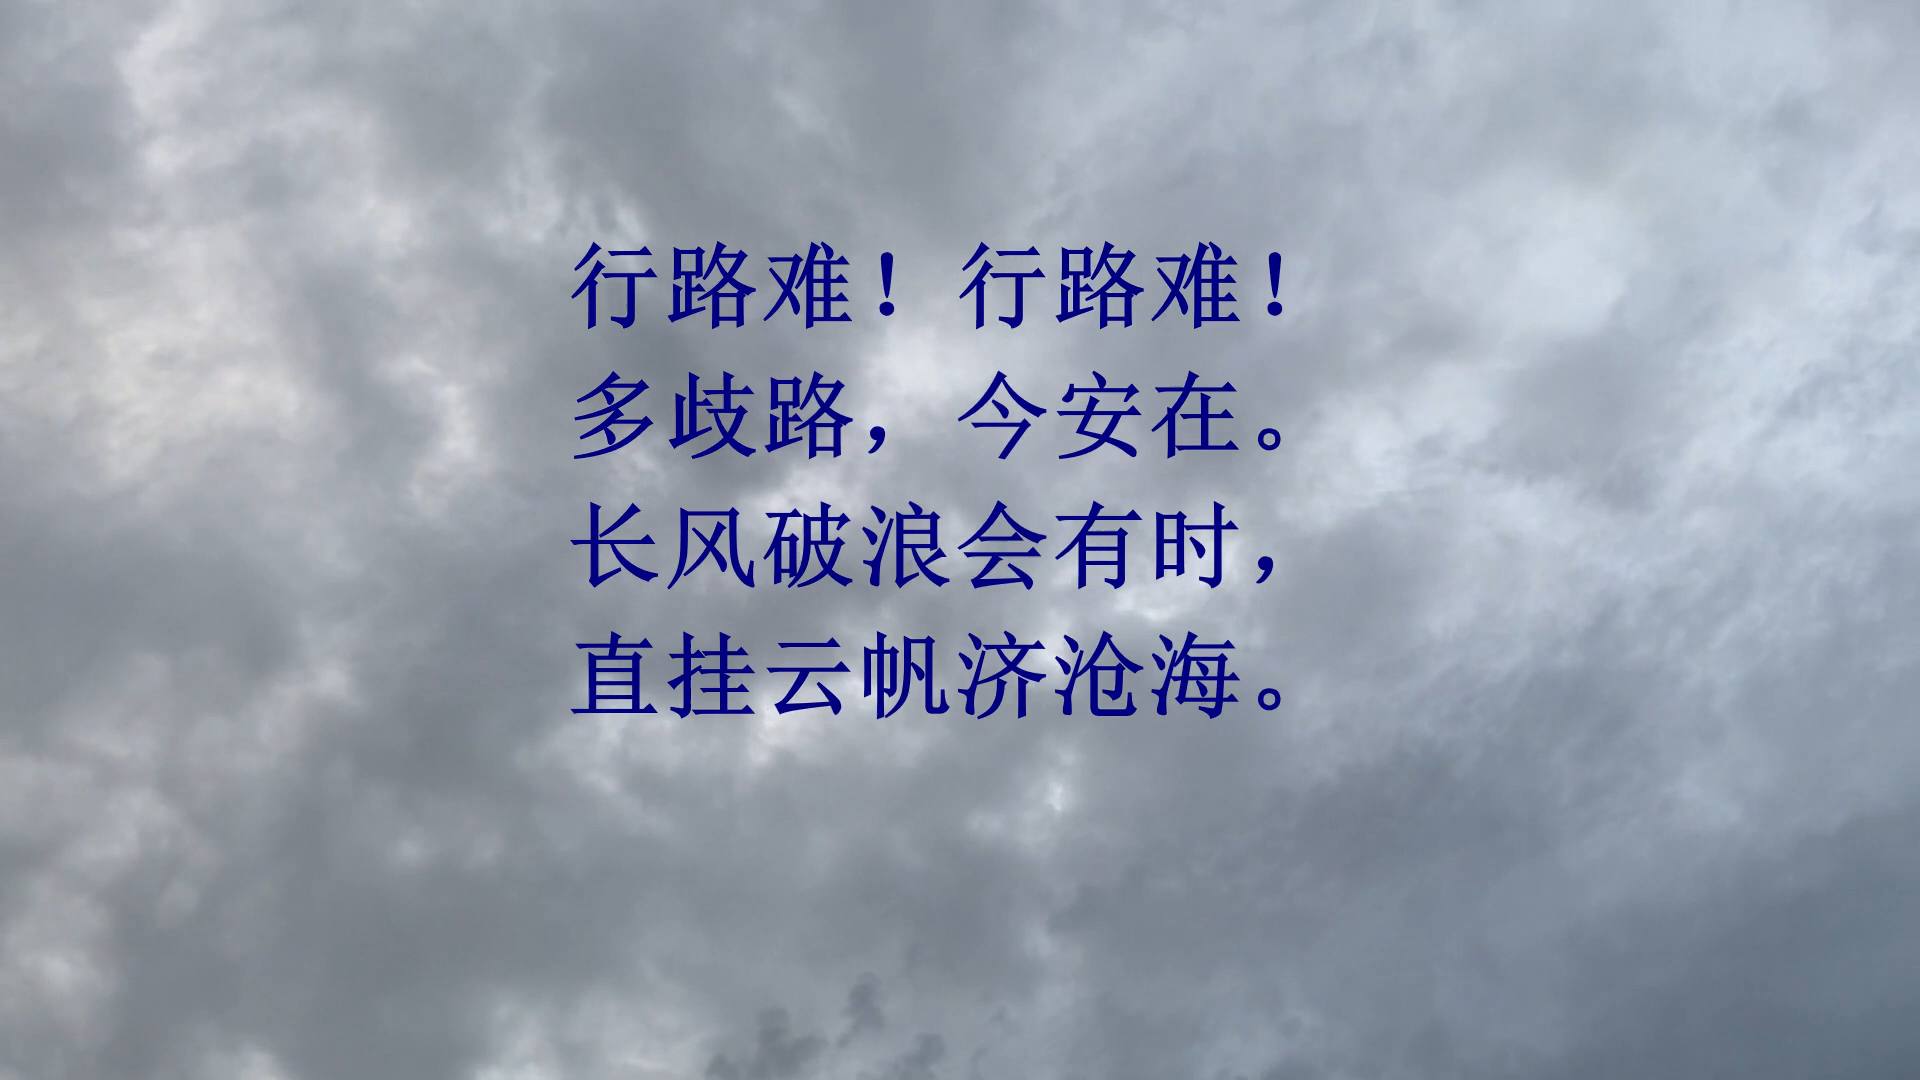 行路难！行路难！
多歧路，今安在。
长风破浪会有时，
直挂云帆济沧海。